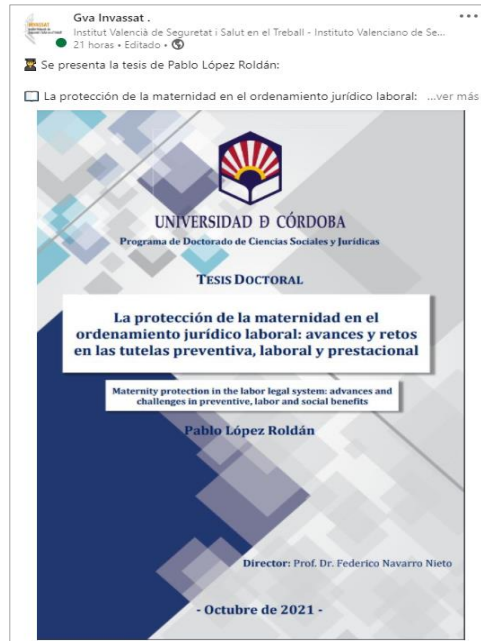 Gva Invassat .
Institut Valencià de Seguretat i Salut en el Treball - Instituto Valenciano de Se...
21 horas • Editado •
Se presenta la tesis de Pablo López Roldán:
La protección de la maternidad en el ordenamiento jurídico laboral: ...ver más
UNIVERSIDAD Ð CÓRDOBA
Programa de Doctorado de Ciencias Sociales y Jurídicas
TESIS DOCTORAL
La protección de la maternidad en el
ordenamiento jurídico laboral: avances y retos
en las tutelas preventiva, laboral y prestacional
Maternity protection in the labor legal system: advances and
challenges in preventive, labor and social benefits
Pablo López Roldán
Director: Prof. Dr. Federico Navarro Nieto
- Octubre de 2021 -